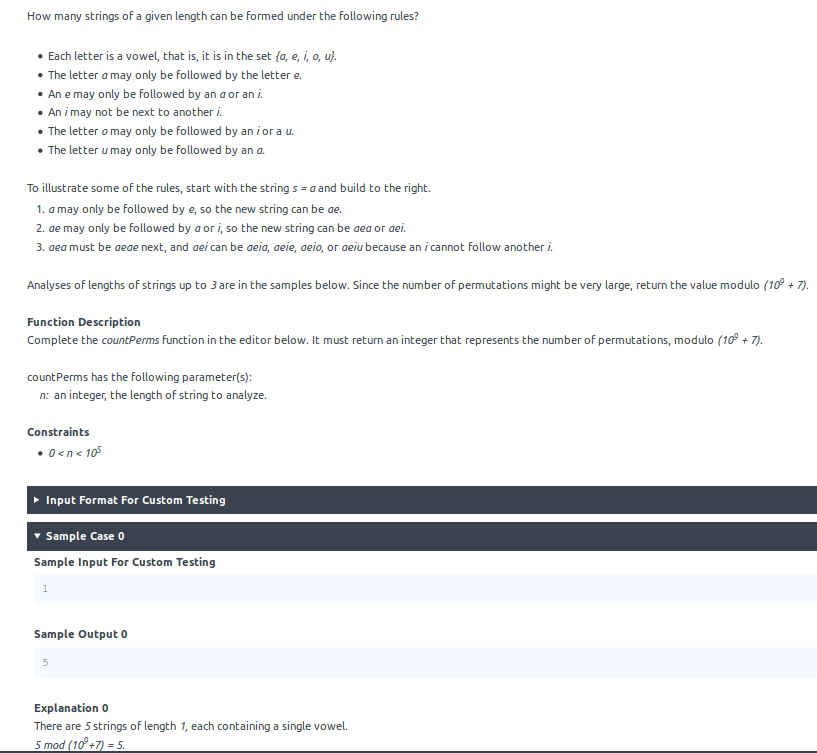 How many strings of a given length can be formed under the following rules?
• Each letter is a vowel, that is, it is in the set {a, e, i, o, u}.
• The letter a may only be followed by the letter e.
• An e may only be followed by an a or an i.
• An i may not be next to another i.
• The letter o may only be followed by an i or a u.
• The letter u may only be followed by an a.
To illustrate some of the rules, start with the string s = a and build to the right.
1. a may only be followed by e, so the new string can be ae.
2. ae may only be followed by a or i, so the new string can be aea or aei.
3. aea must be aeae next, and aei can be aeia, aeie, aeio, or aeiu because an i cannot follow another i.
Analyses of lengths of strings up to 3 are in the samples below. Since the number of permutations might be very large, return the value modulo (10⁹ + 7).
Function Description
Complete the countPerms function in the editor below. It must return an integer that represents the number of permutations, modulo (10⁹ + 7).
countPerms has the following parameter(s):
n: an integer, the length of string to analyze.
Constraints
• 0 < n < 10⁵
▶ Input Format For Custom Testing
▼ Sample Case 0
Sample Input For Custom Testing
1
Sample Output 0
5
Explanation 0
There are 5 strings of length 1, each containing a single vowel.
5 mod (10⁹+7) = 5.